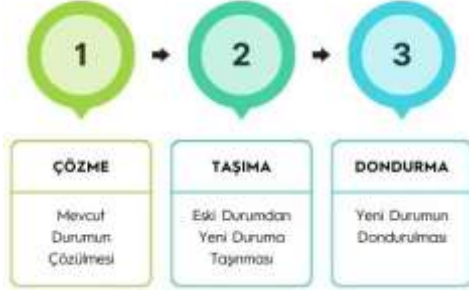 1
2
3
ÇÖZME
Mevcut
Durumun
Çözülmesi
TAŞIMA
Eski Durumdan
Yeni Duruma
Taşınması
DONDURMA
Yeni Durumun
Dondurulması